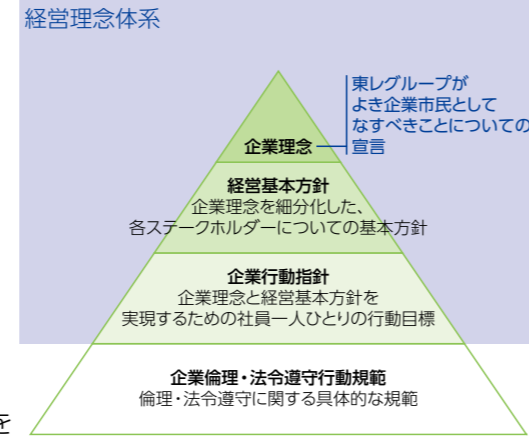 経営理念体系
東レグループが
よき企業市民として
なすべきことについての
宣言
企業理念
経営基本方針
企業理念を細分化した、
各ステークホルダーについての基本方針
企業行動指針
企業理念と経営基本方針を
実現するための社員一人ひとりの行動目標
企業倫理・法令遵守行動規範
倫理・法令遵守に関する具体的な規範
を